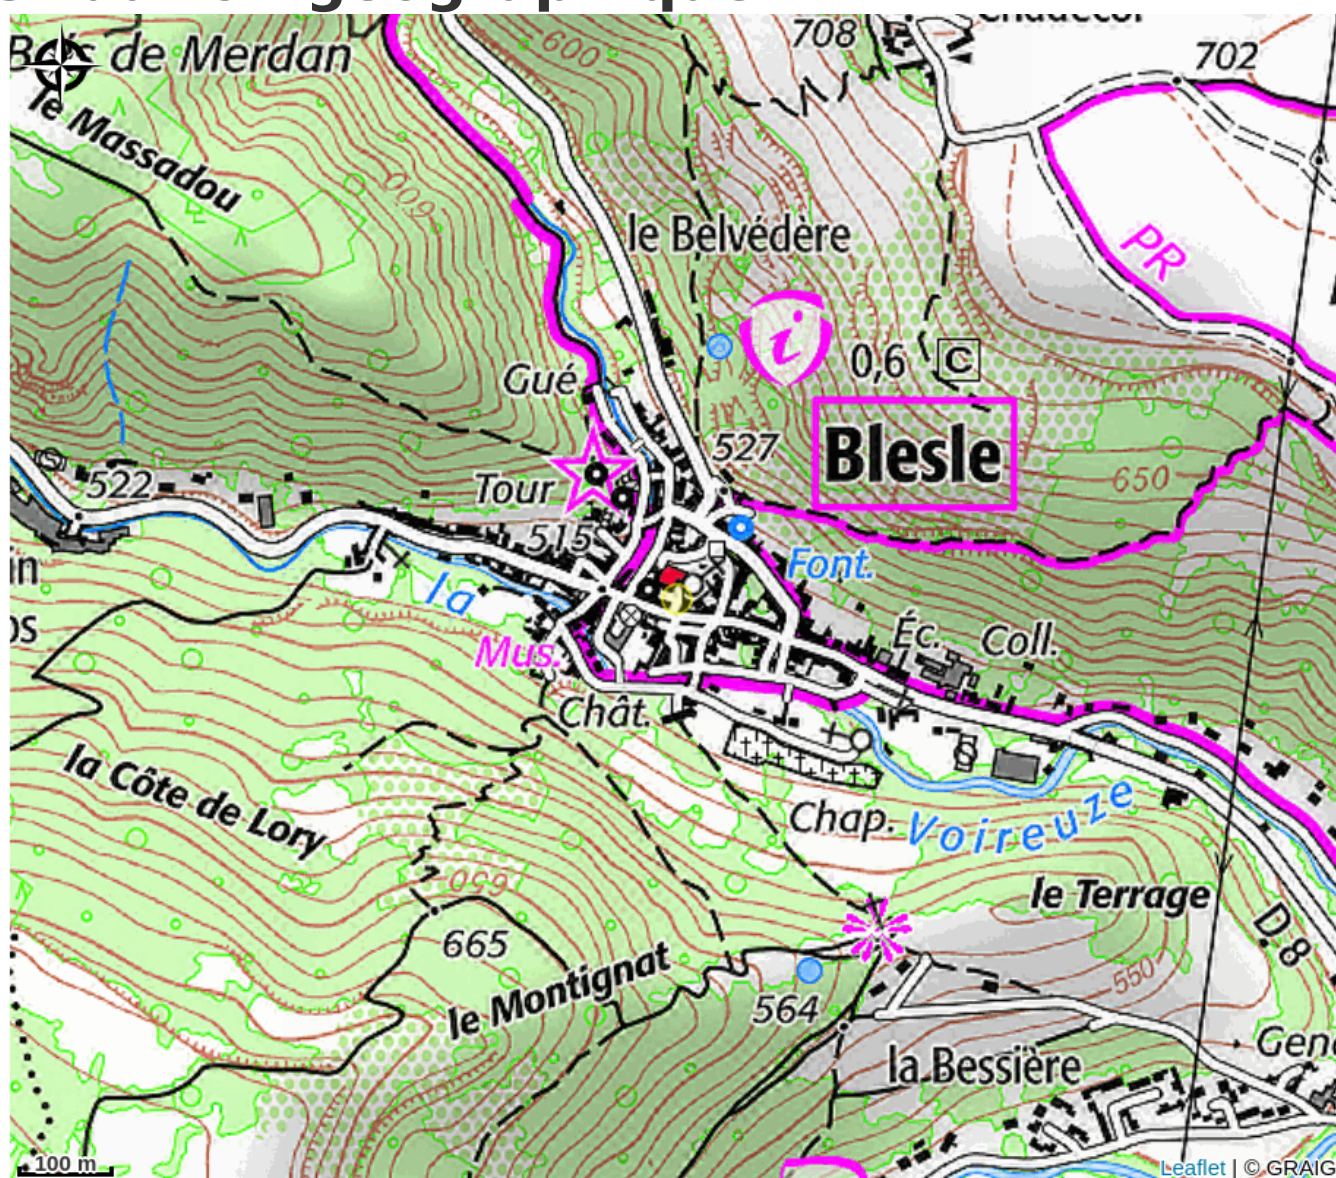 708
702
Bois de Merdan
le Massadou
600
600
le Belvédère
PR
i
0,6 C
Gué
Blesle
527
650
Tour
522
515
Font.
la
Mus.
Éc. Coll.
Chât.
la Côte de Lory
Chap.
Voireuze
650
le Terrage
665
D.8
le Montignat
550
564
la Bessière
100 m
Leaflet | © GRAIG